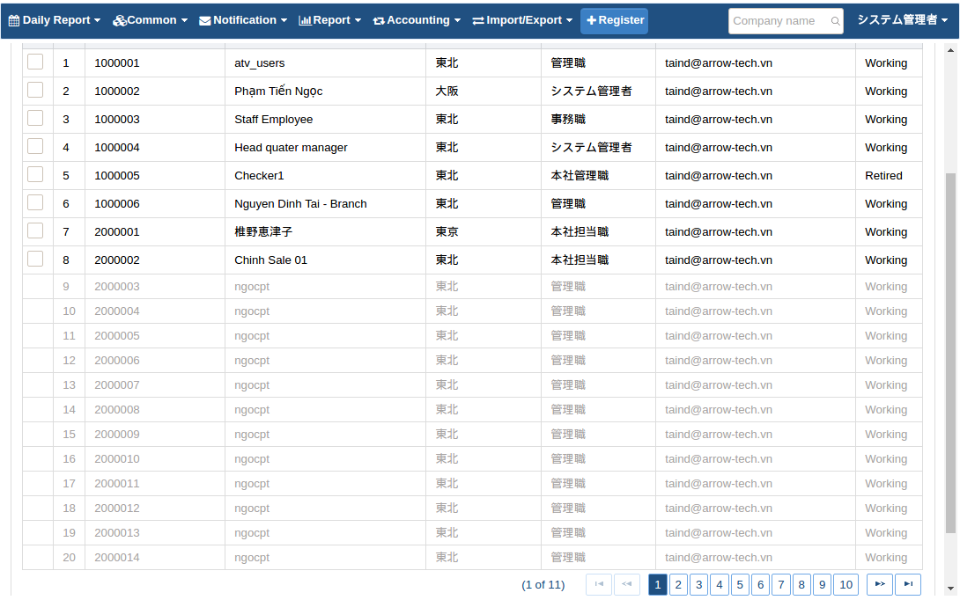 Daily Report Common Notification Report Accounting Import/Export Register Company name システム管理者
1 1000001 atv_users 東北 管理職 taind@arrow-tech.vn Working
2 1000002 Phạm Tiến Ngọc 大阪 システム管理者 taind@arrow-tech.vn Working
3 1000003 Staff Employee 東北 事務職 taind@arrow-tech.vn Working
4 1000004 Head quater manager 東北 システム管理者 taind@arrow-tech.vn Working
5 1000005 Checker1 東北 本社管理職 taind@arrow-tech.vn Retired
6 1000006 Nguyen Dinh Tai - Branch 東北 管理職 taind@arrow-tech.vn Working
7 2000001 椎野恵津子 東京 本社担当職 taind@arrow-tech.vn Working
8 2000002 Chinh Sale 01 東北 本社担当職 taind@arrow-tech.vn Working
9 2000003 ngocpt 東北 管理職 taind@arrow-tech.vn Working
10 2000004 ngocpt 東北 管理職 taind@arrow-tech.vn Working
11 2000005 ngocpt 東北 管理職 taind@arrow-tech.vn Working
12 2000006 ngocpt 東北 管理職 taind@arrow-tech.vn Working
13 2000007 ngocpt 東北 管理職 taind@arrow-tech.vn Working
14 2000008 ngocpt 東北 管理職 taind@arrow-tech.vn Working
15 2000009 ngocpt 東北 管理職 taind@arrow-tech.vn Working
16 2000010 ngocpt 東北 管理職 taind@arrow-tech.vn Working
17 2000011 ngocpt 東北 管理職 taind@arrow-tech.vn Working
18 2000012 ngocpt 東北 管理職 taind@arrow-tech.vn Working
19 2000013 ngocpt 東北 管理職 taind@arrow-tech.vn Working
20 2000014 ngocpt 東北 管理職 taind@arrow-tech.vn Working
(1 of 11) 1 2 3 4 5 6 7 8 9 10